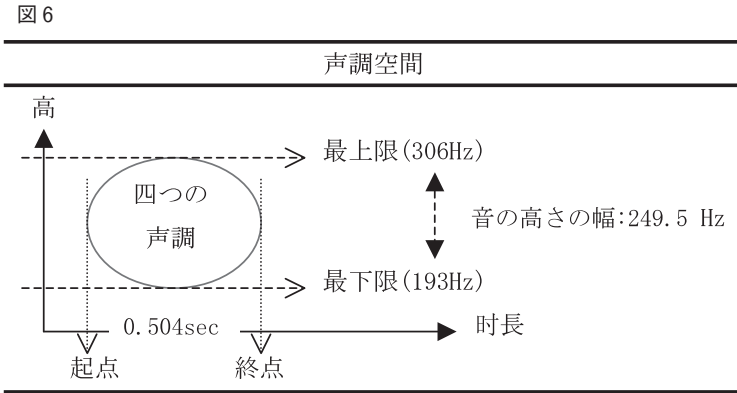 図6
声調空間
高
最上限(306Hz)
四つの
声調
音の高さの幅:249.5 Hz
最下限(193Hz)
0.504sec
时長
起点
終点